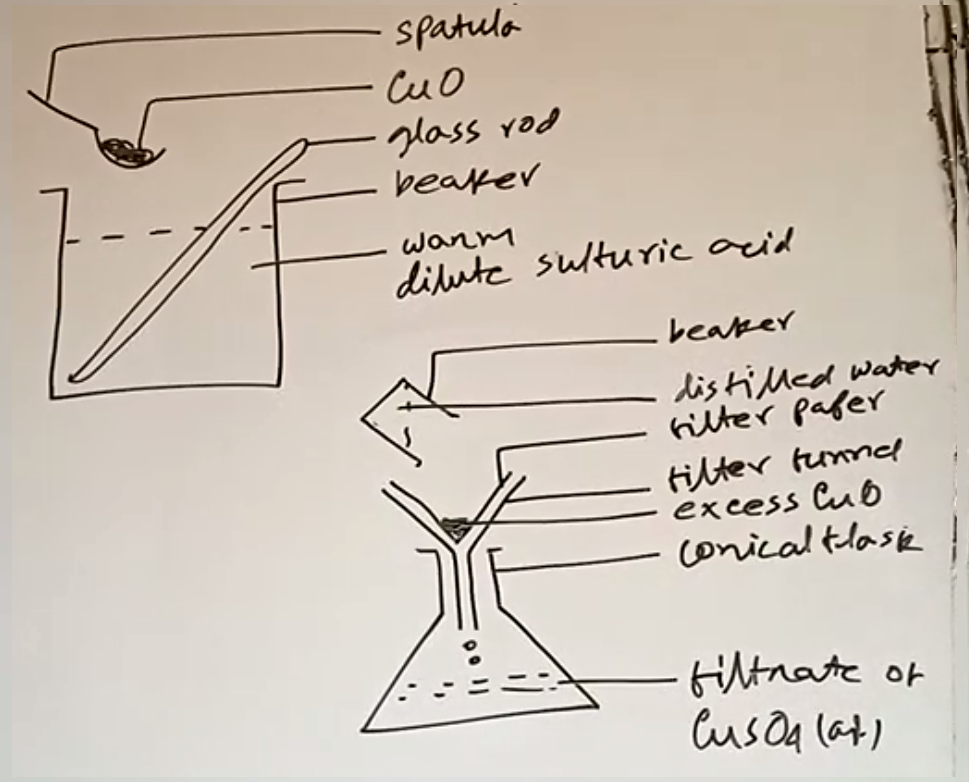 spatula
CuO
glass rod
beaker
warm
dilute sulfuric acid
beaker
distilled water
filter paper
filter funnel
excess CuO
conical flask
filtrate of
CuSO4 (aq)